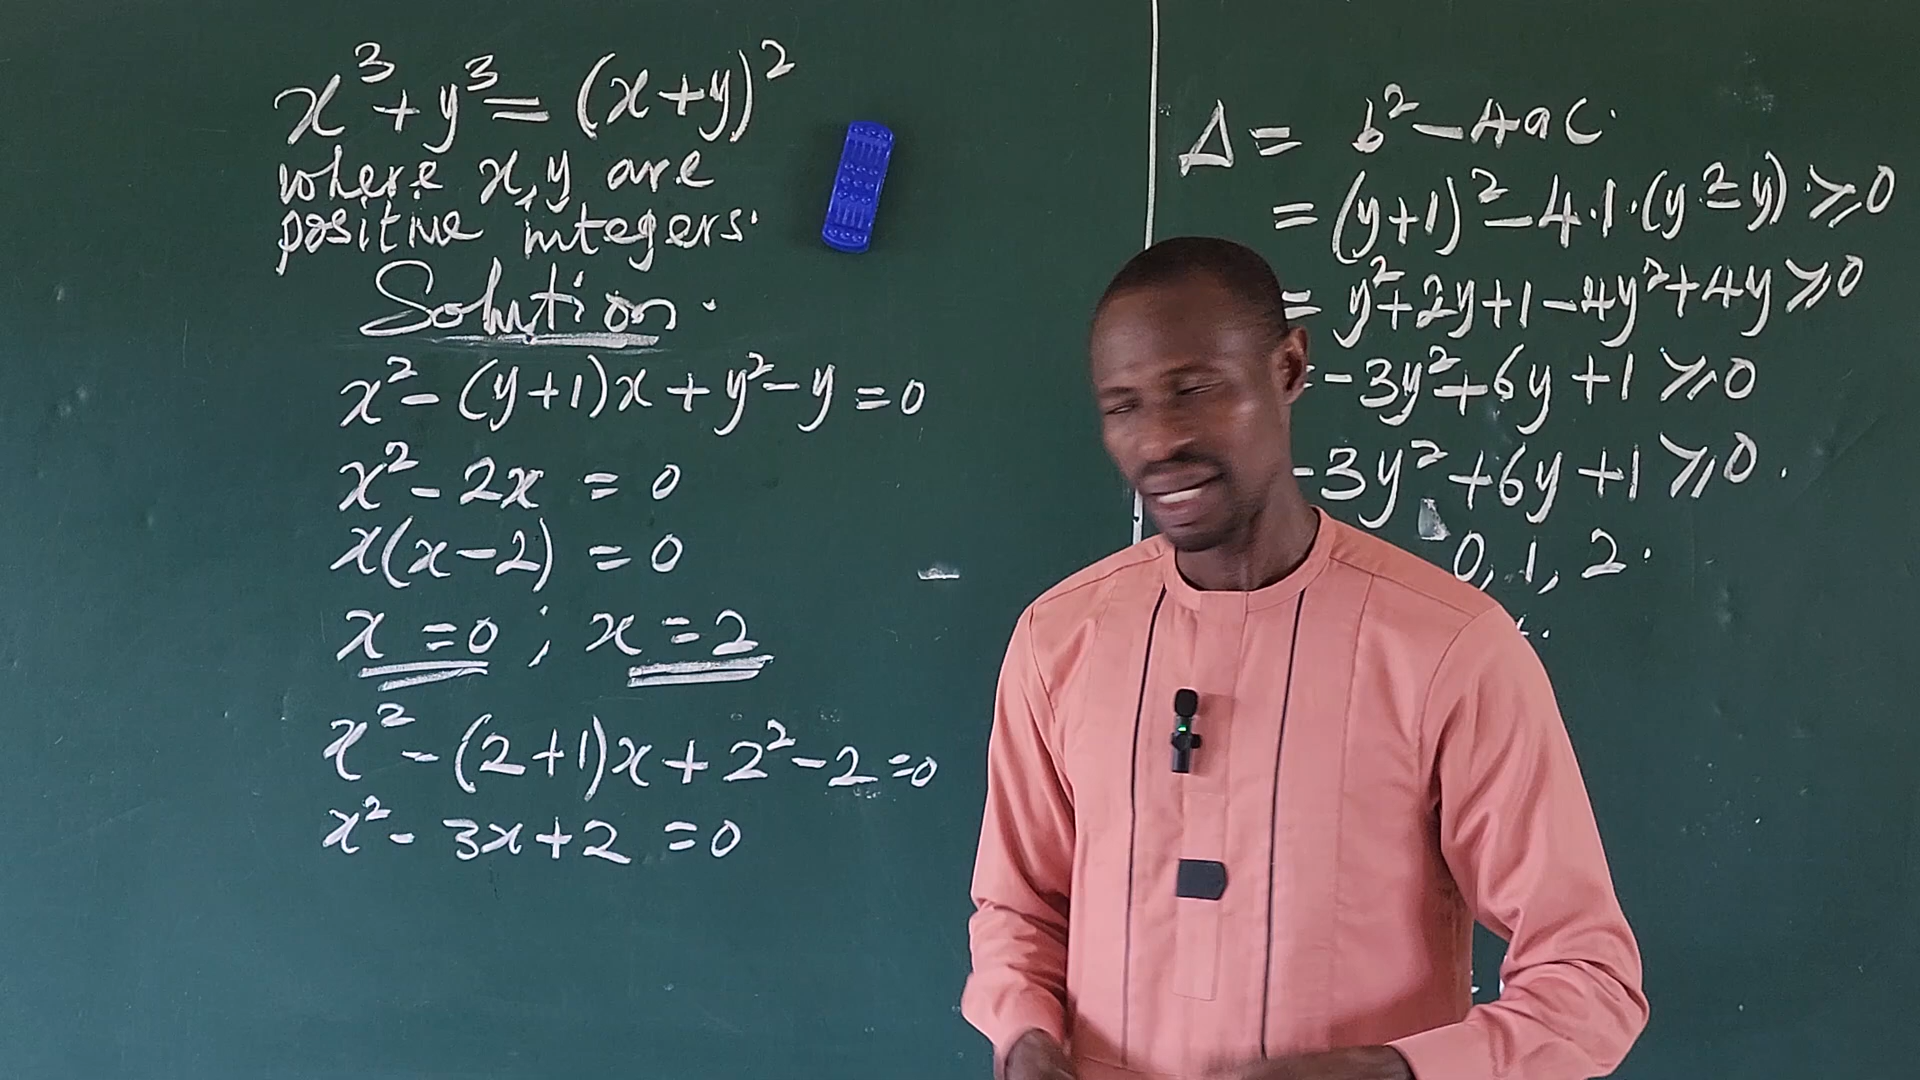 x³+y³=(x+y)²
where x,y are
positive integers.
Solution.
x²-(y+1)x+y²-y=0
x²-2x=0
x(x-2)=0
x=0; x=2
x²-(2+1)x+2²-2=0
x²-3x+2=0
Δ= b²-4ac.
=(y+1)²-4.1.(y²-y)≥0
= y²+2y+1-4y²+4y≥0
=-3y²+6y+1≥0
-3y²+6y+1≥0.
0, 1, 2.